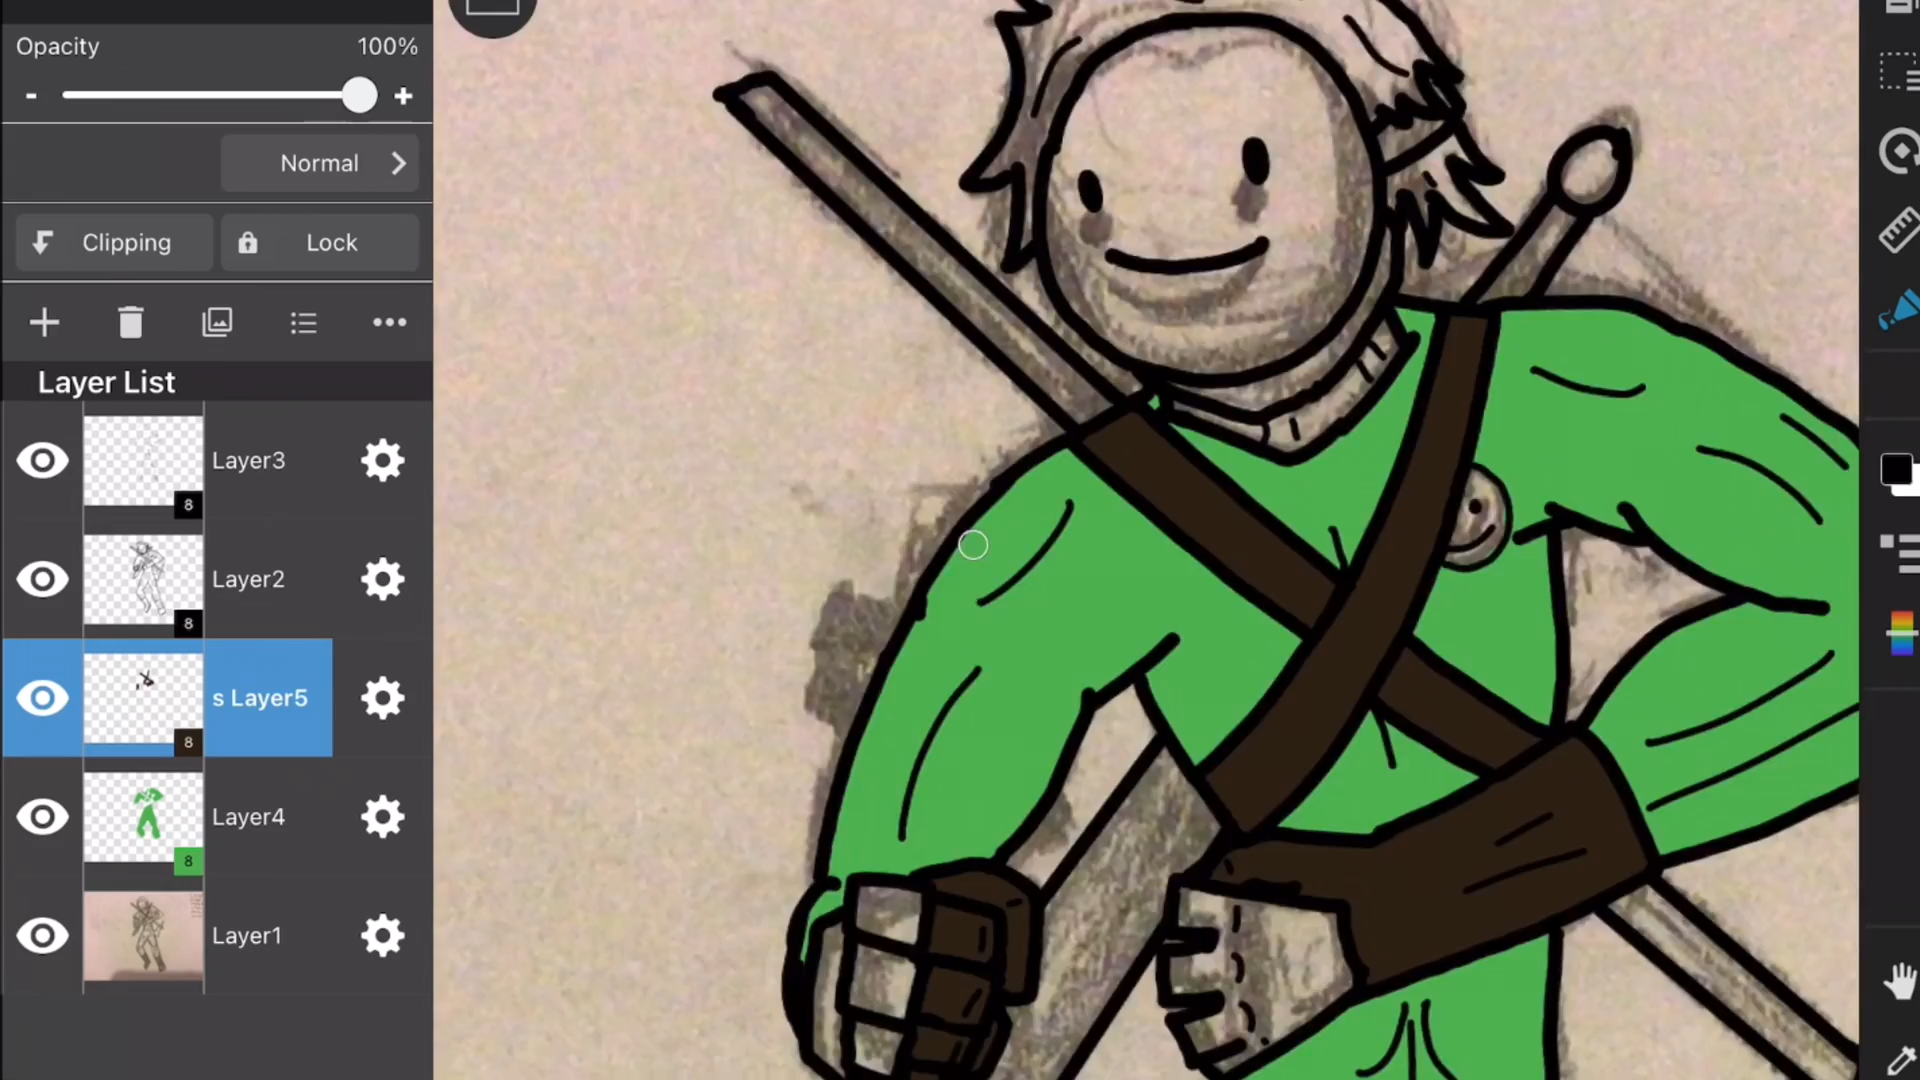 Opacity 100%
- +
Normal
Clipping Lock
Layer List
Layer3
8
Layer2
8
s Layer5
8
Layer4
8
Layer1